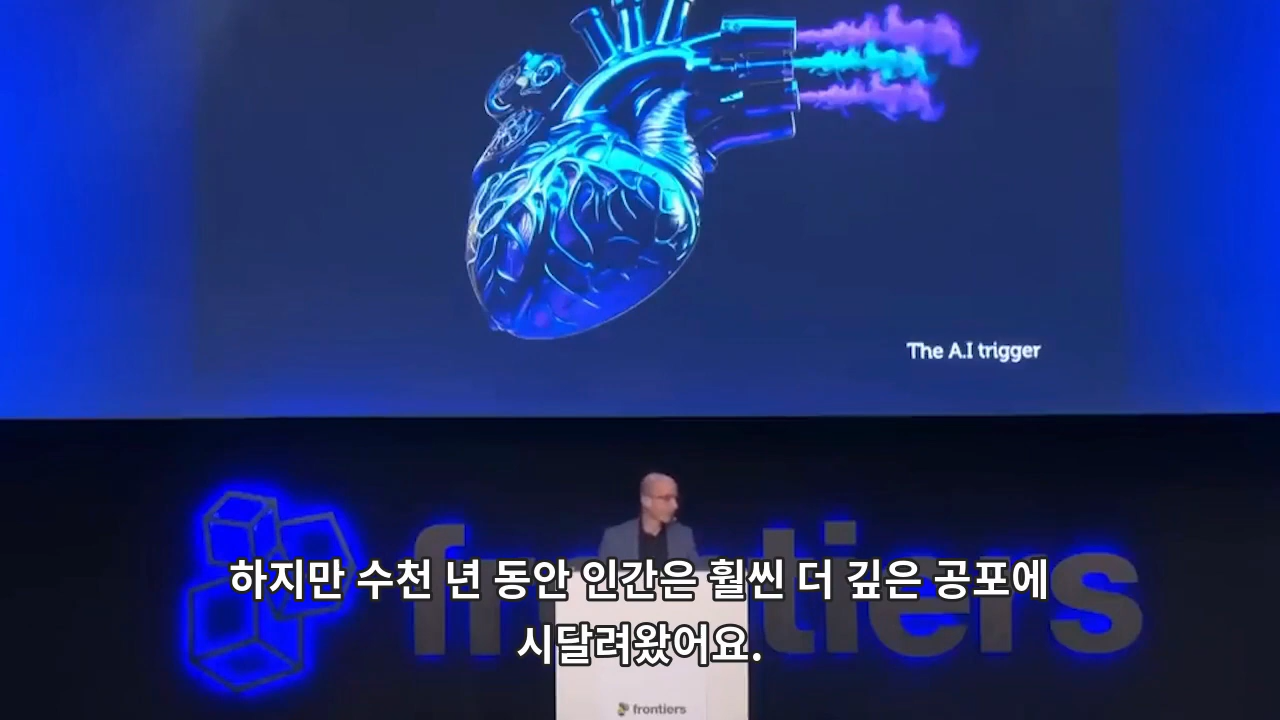 The A.I trigger
frontiers
하지만 수천 년 동안 인간은 훨씬 더 깊은 공포에
시달려왔어요.
frontiers